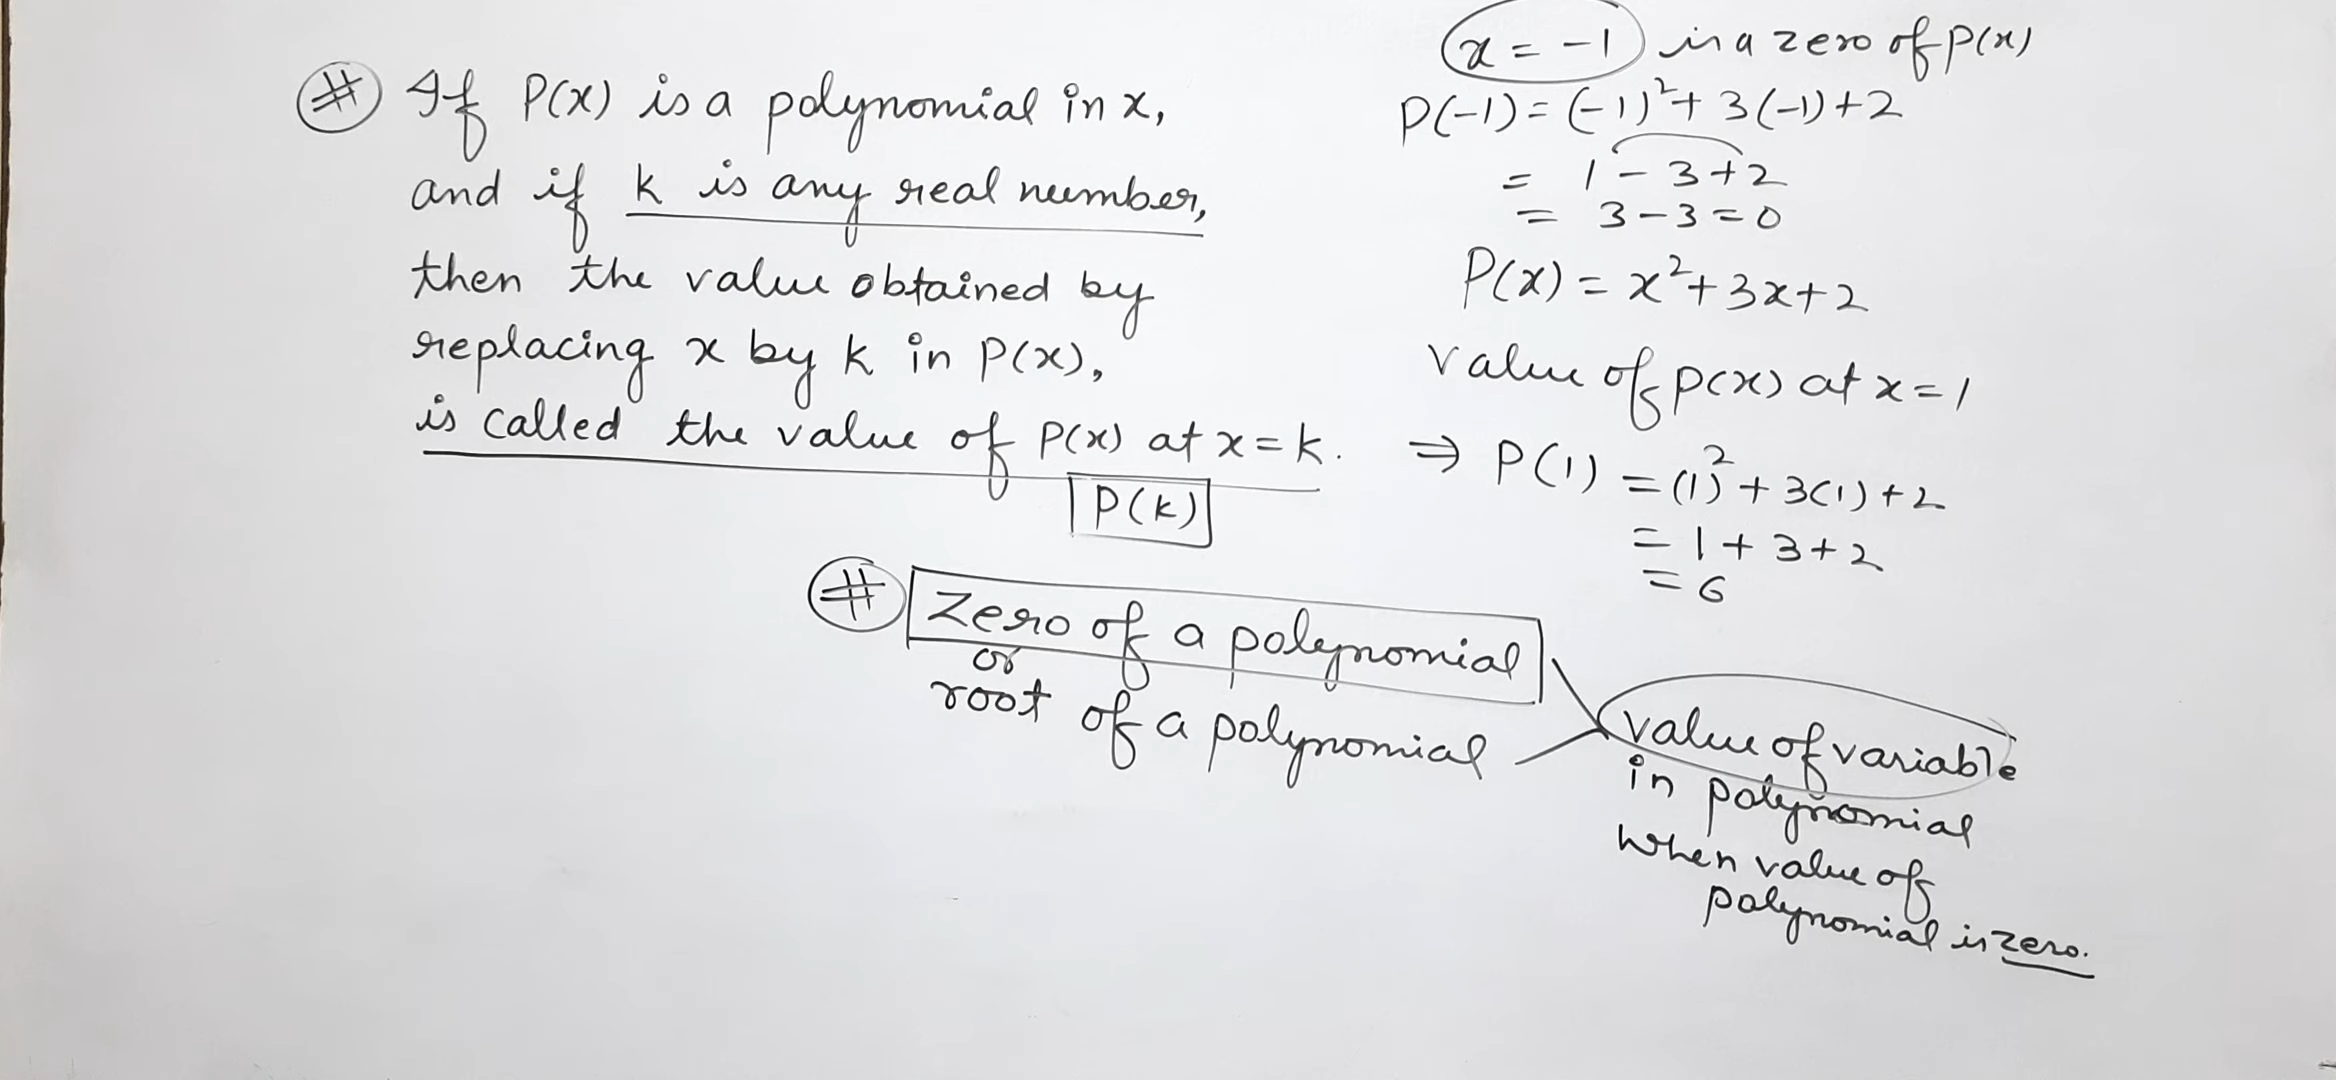 # If P(x) is a polynomial in x,
and if k is any real number,
then the value obtained by
replacing x by k in P(x),
is called the value of P(x) at x = k.
P(k)
x = -1 is a zero of P(x)
P(-1) = (-1)² + 3(-1) + 2
= 1 - 3 + 2
= 3 - 3 = 0
P(x) = x² + 3x + 2
value of P(x) at x = 1
⇒ P(1) = (1)² + 3(1) + 2
= 1 + 3 + 2
= 6
# Zero of a polynomial
or
root of a polynomial
value of variable
in polynomial
when value of
polynomial is zero.